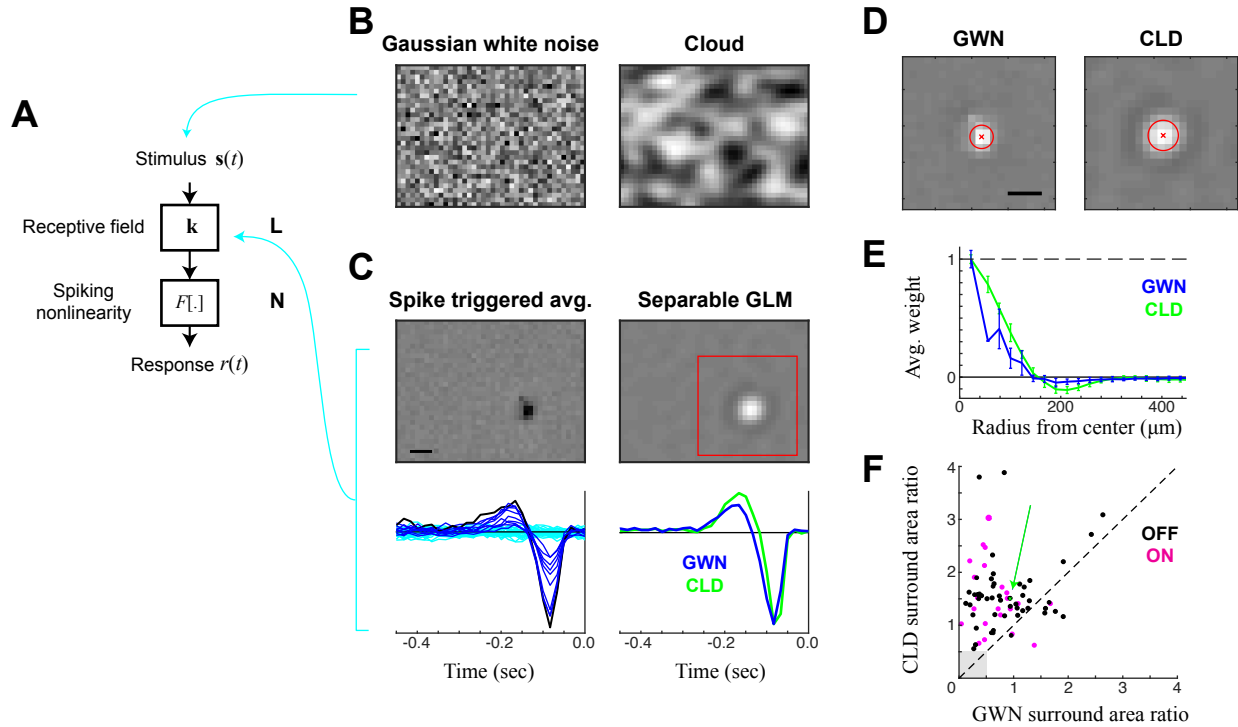 A
Stimulus s(t)
Receptive field
k
L
Spiking
nonlinearity
F[.]
N
Response r(t)
B
Gaussian white noise
Cloud
C
Spike triggered avg.
Separable GLM
GWN
CLD
-0.4
-0.2
0.0
Time (sec)
-0.4
-0.2
0.0
Time (sec)
D
GWN
CLD
E
Avg. weight
1
0
GWN
CLD
0
200
400
Radius from center (μm)
F
CLD surround area ratio
4
3
2
1
0
OFF
ON
0
1
2
3
4
GWN surround area ratio